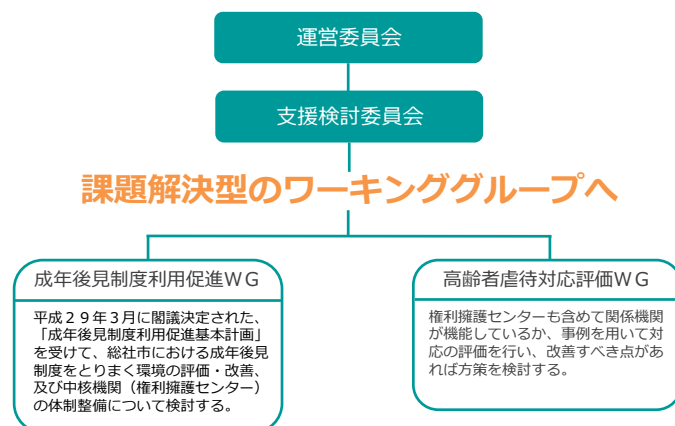 運営委員会
支援検討委員会
課題解決型のワーキンググループへ
成年後見制度利用促進ＷＧ
平成２９年３月に閣議決定された、
「成年後見制度利用促進基本計画」
を受けて、総社市における成年後見
制度をとりまく環境の評価・改善、
及び中核機関（権利擁護センター）
の体制整備について検討する。
高齢者虐待対応評価ＷＧ
権利擁護センターも含めて関係機関
が機能しているか、事例を用いて対
応の評価を行い、改善すべき点があ
れば方策を検討する。